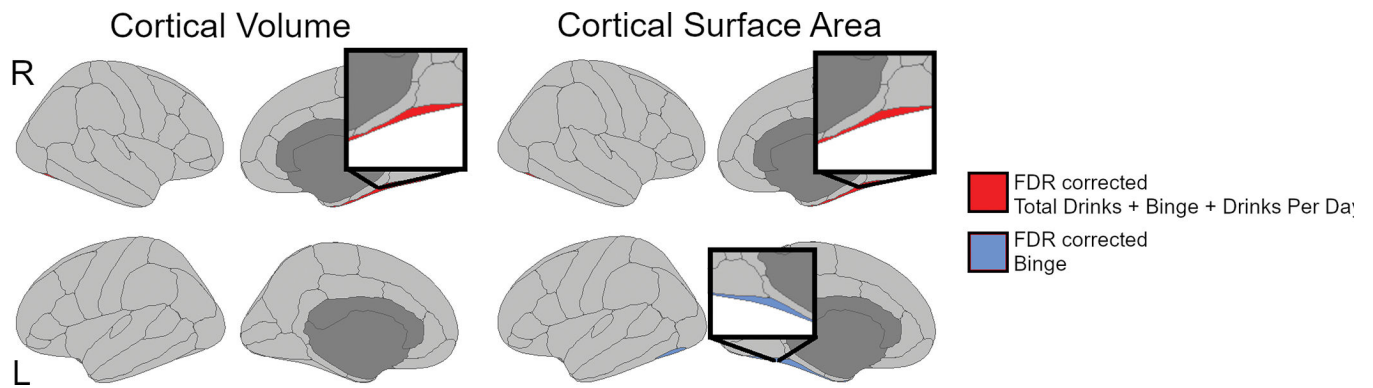 Cortical Volume
Cortical Surface Area
R
FDR corrected
Total Drinks + Binge + Drinks Per Day
FDR corrected
Binge
L